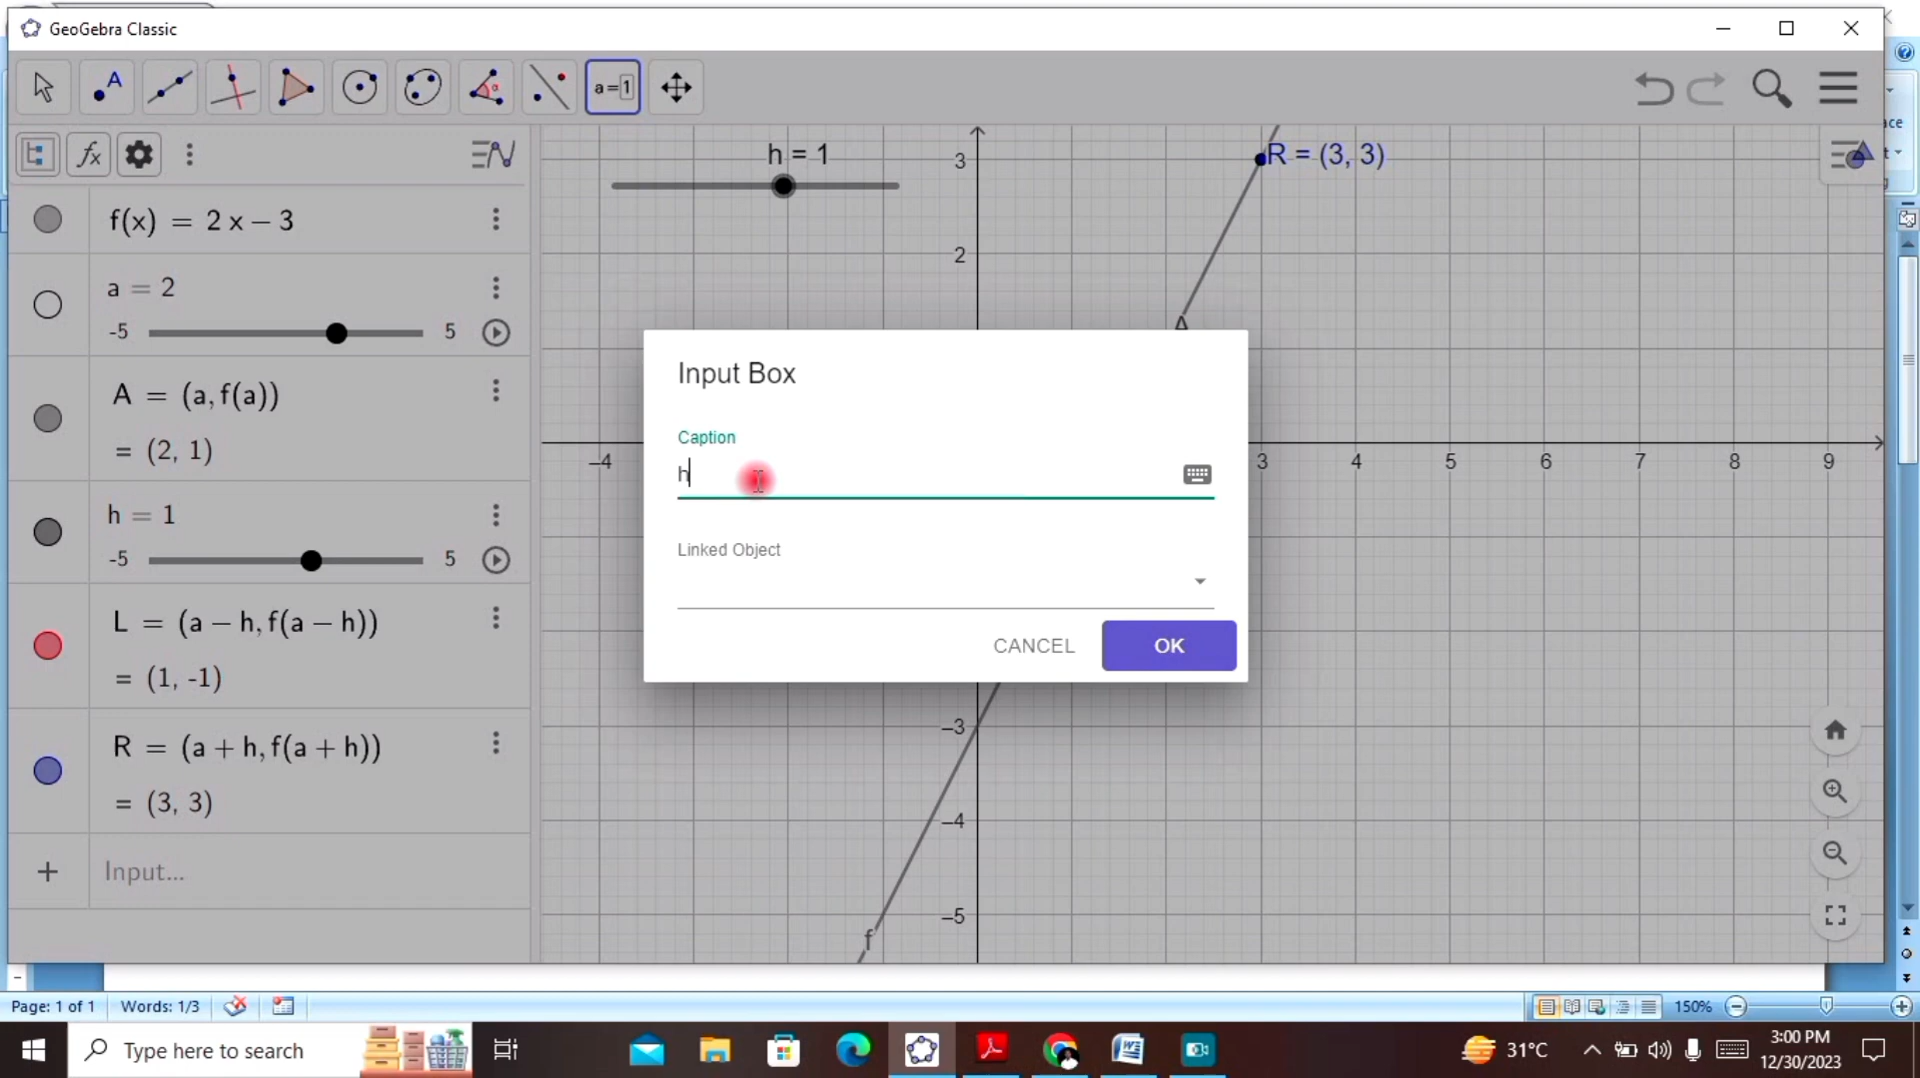 GeoGebra Classic
A
α
a=1
ace
fx
h = 1
3
R = (3, 3)
f(x) = 2 x − 3
2
a = 2
-5
5
A
Input Box
A = (a, f(a))
= (2, 1)
Caption
h
−4
3
4
5
6
7
8
9
h = 1
-5
5
Linked Object
L = (a − h, f(a − h))
= (1, -1)
CANCEL
OK
R = (a + h, f(a + h))
= (3, 3)
−3
−4
Input...
−5
f
Page: 1 of 1
Words: 1/3
150%
Type here to search
31°C
3:00 PM
12/30/2023